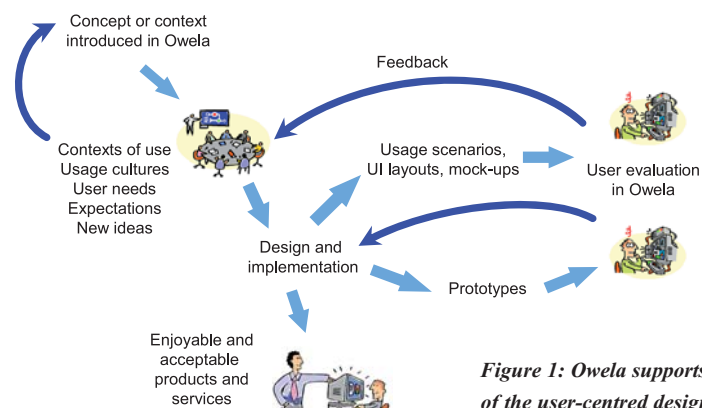 Concept or context
introduced in Owela
Feedback
Contexts of use
Usage cultures
User needs
Expectations
New ideas
Usage scenarios,
UI layouts, mock-ups
User evaluation
in Owela
Design and
implementation
Prototypes
Enjoyable and
acceptable
products and
services
Figure 1: Owela supports
of the user-centred design